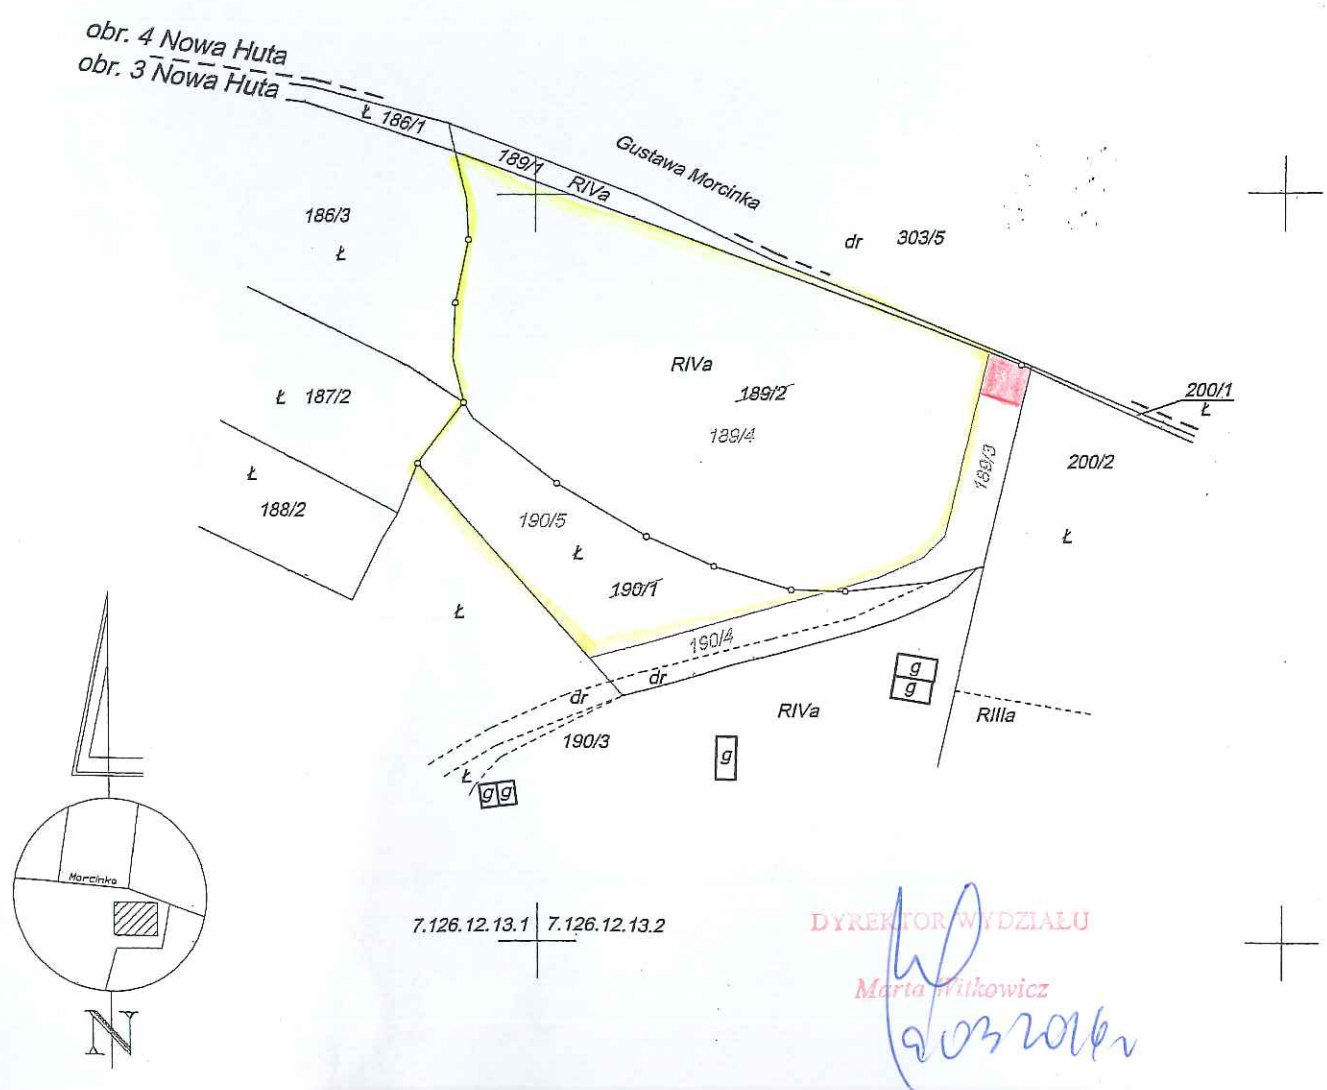 obr. 4 Nowa Huta
obr. 3 Nowa Huta
Ł 186/1
189/1
RIVa
Gustawa Morcinka
dr 303/5
186/3
Ł
RIVa
189/2
189/4
200/1
Ł
Ł 187/2
189/3
200/2
Ł
188/2
190/5
Ł
Ł
190/1
Ł
190/4
dr
dr
g
g
RIVa
RIIIa
190/3
g
Ł
g g
Morcinka
7.126.12.13.1 7.126.12.13.2
DYREKTOR WYDZIAŁU
Marta Witkowicz
N